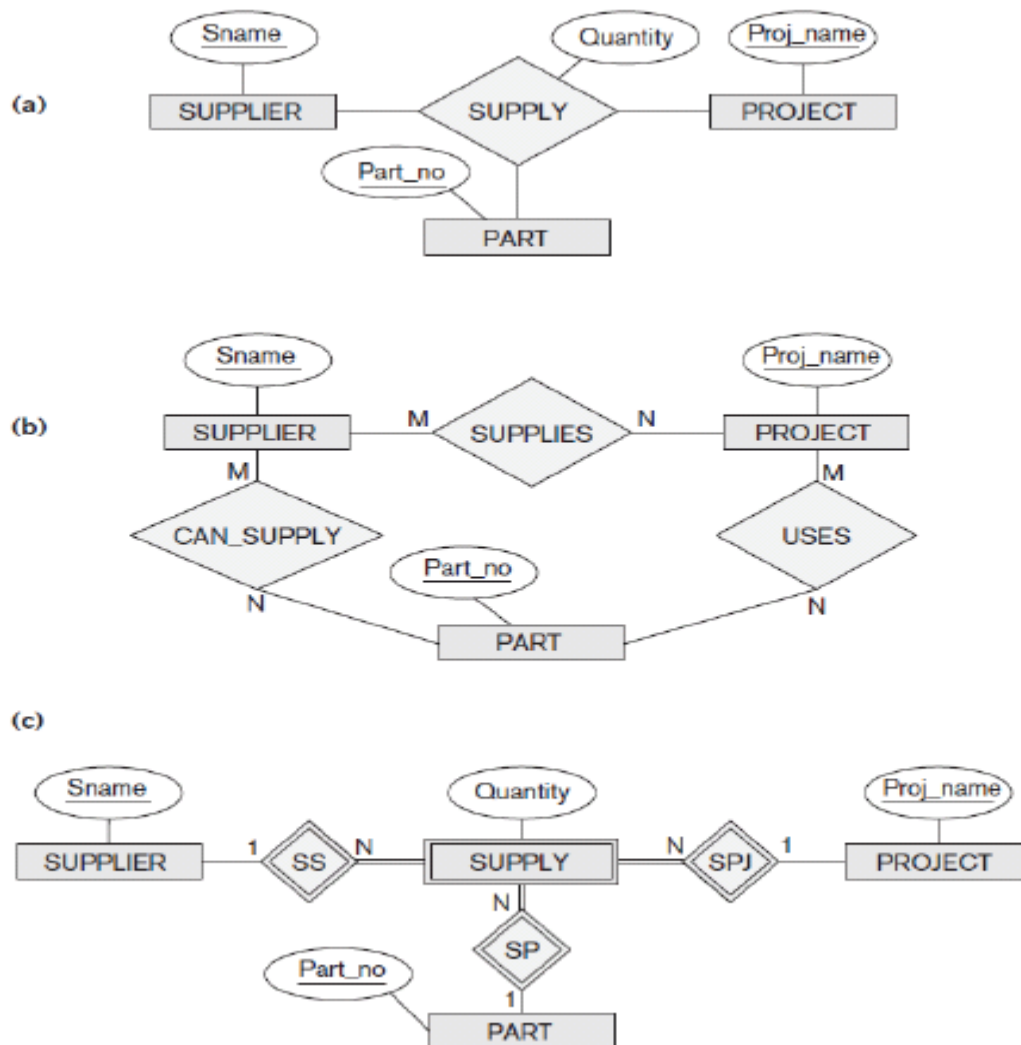 (a)
Sname
Quantity
Proj_name
SUPPLIER
SUPPLY
PROJECT
Part_no
PART
(b)
Sname
Proj_name
SUPPLIER
M
SUPPLIES
N
PROJECT
M
M
CAN_SUPPLY
USES
Part_no
N
N
PART
(c)
Sname
Quantity
Proj_name
SUPPLIER
1
SS
N
SUPPLY
N
SPJ
1
PROJECT
N
SP
Part_no
1
PART